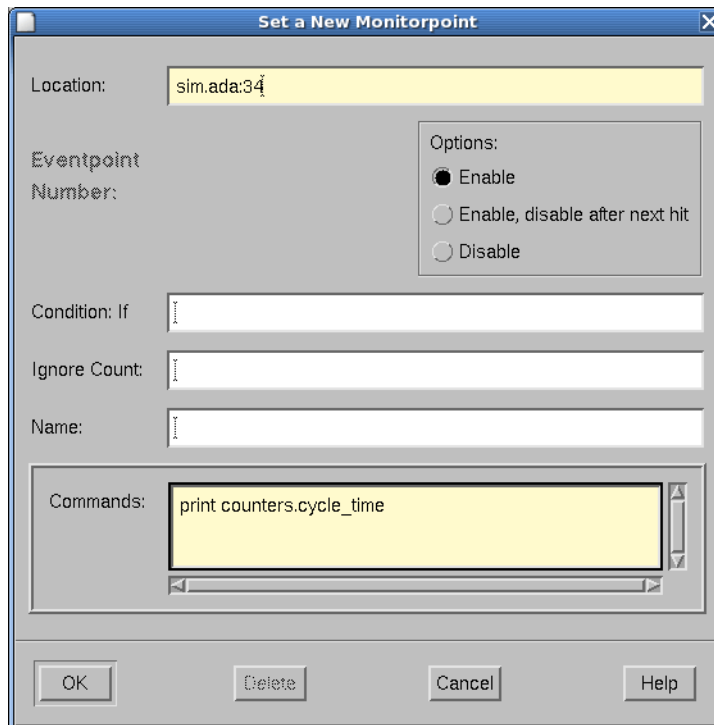 Set a New Monitorpoint
Location:
sim.ada:34
Eventpoint
Number:
Options:
Enable
Enable, disable after next hit
Disable
Condition: If
Ignore Count:
Name:
Commands:
print counters.cycle_time
OK
Delete
Cancel
Help